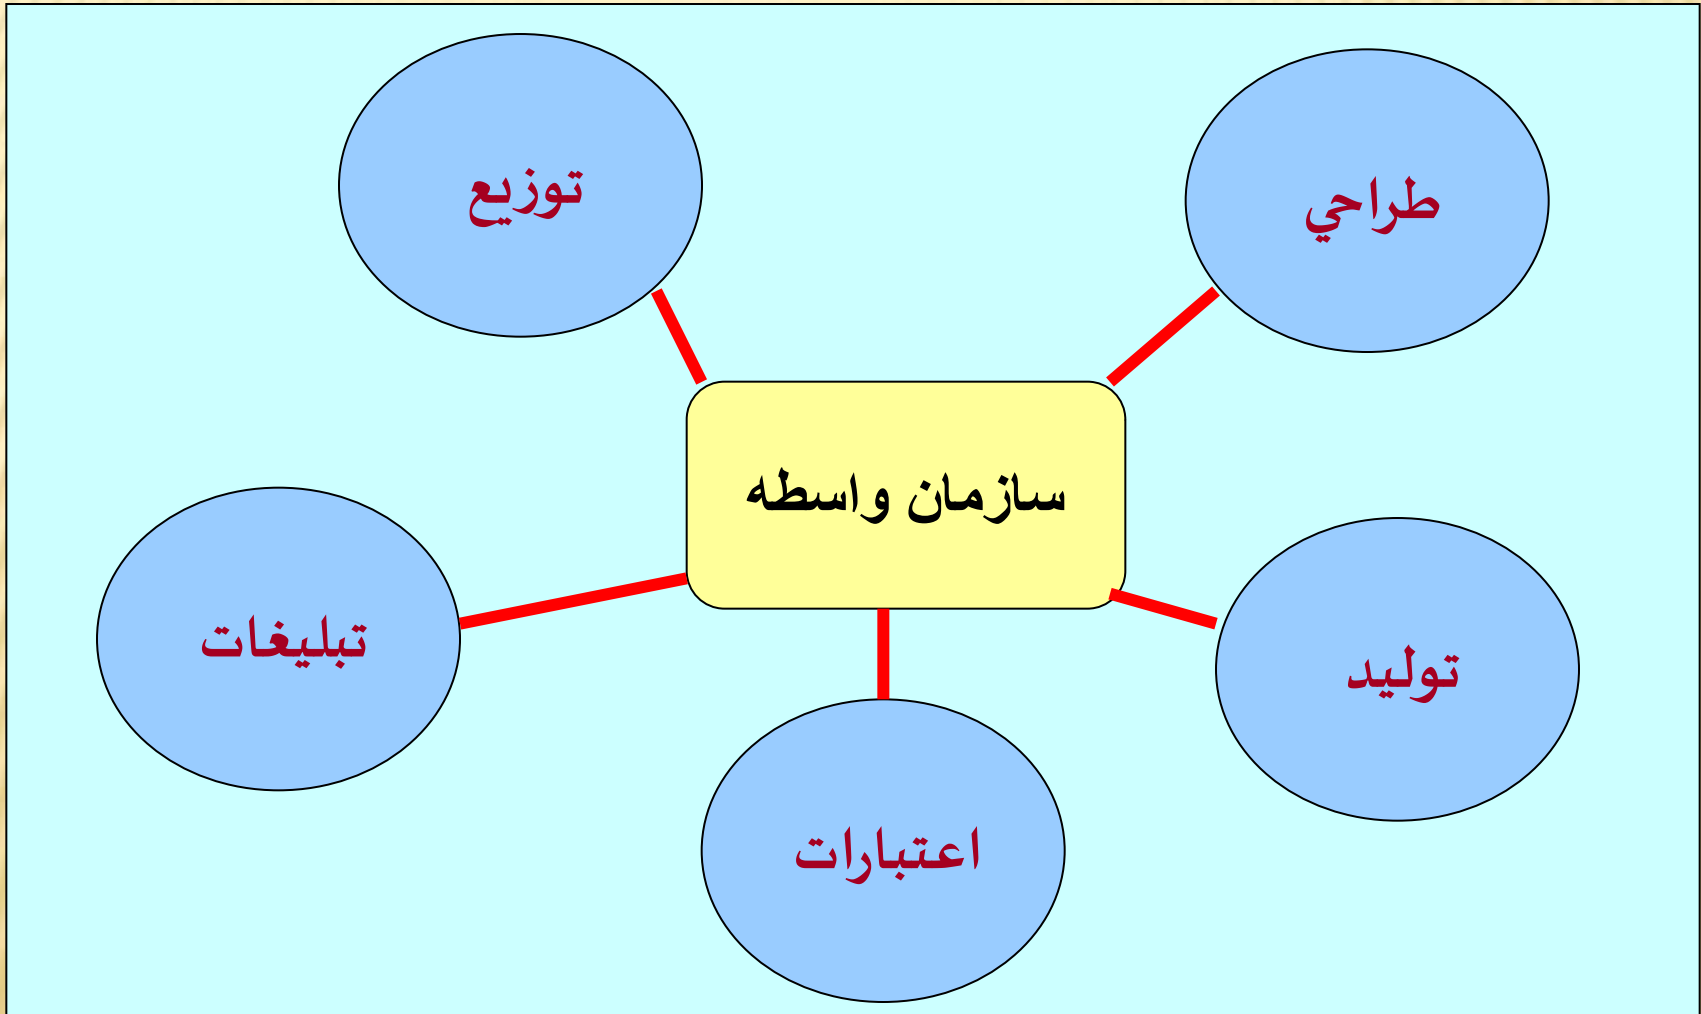 توزيع
طراحي
سازمان واسطه
تبليغات
توليد
اعتبارات